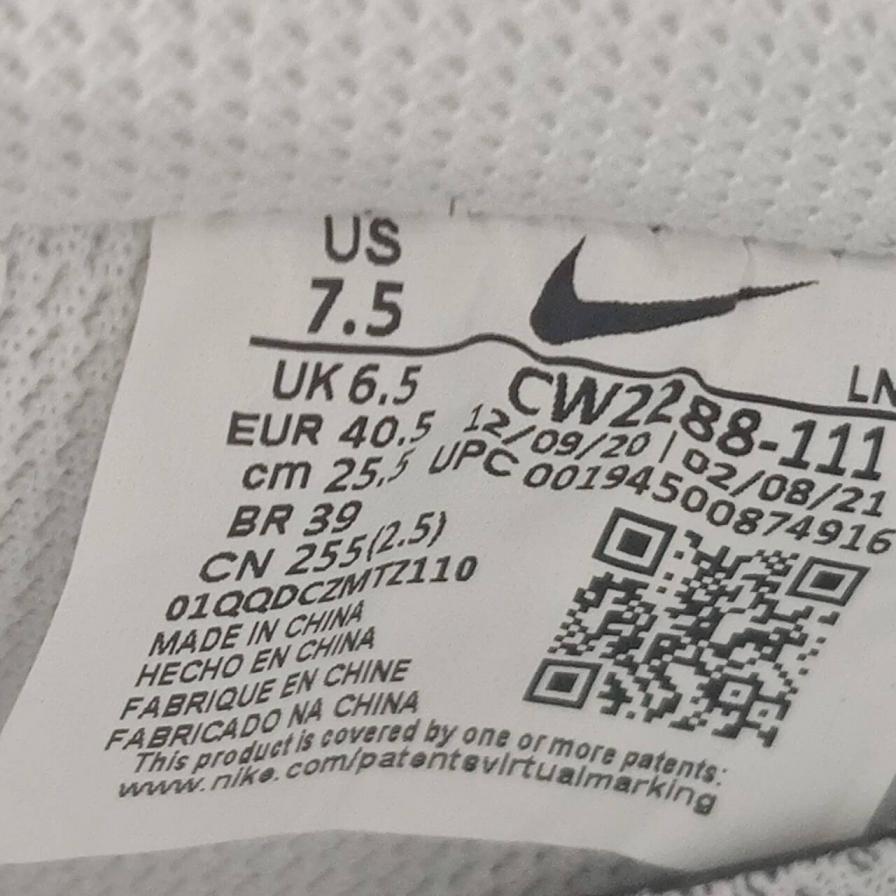 US
7.5
LN
UK 6.5
CW2288-111
EUR 40.5
12/09/20 | 02/08/21
cm 25.5
UPC 00194500874916
BR 39
CN 255(2.5)
01QQDCZMTZ110
MADE IN CHINA
HECHO EN CHINA
FABRIQUE EN CHINE
FABRICADO NA CHINA
This product is covered by one or more patents:
www.nike.com/patentsvirtualmarking